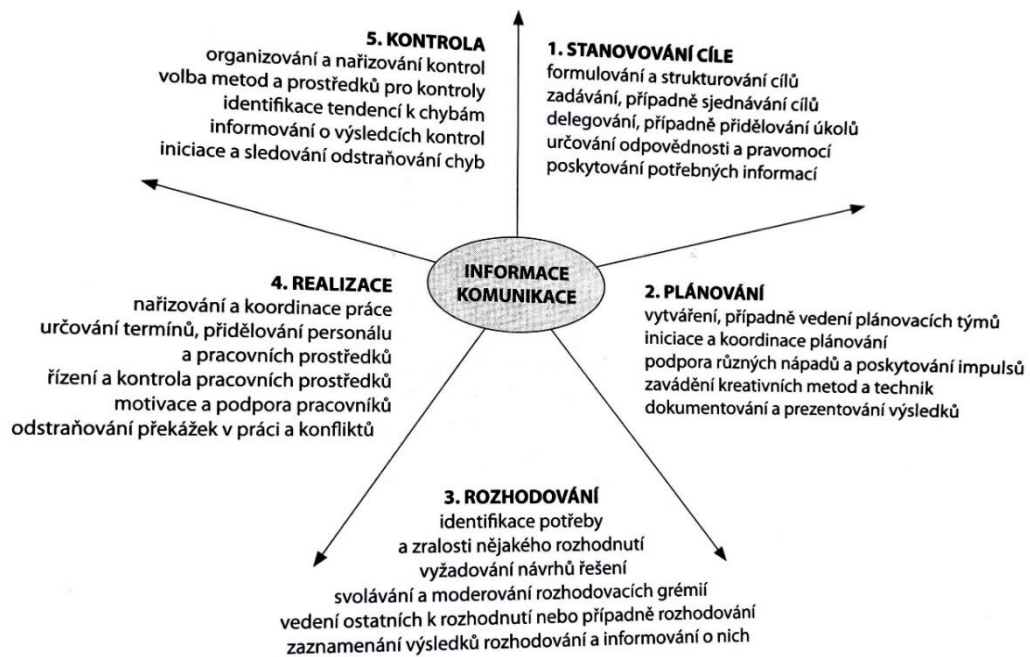 5. KONTROLA
organizování a nařizování kontrol
volba metod a prostředků pro kontroly
identifikace tendencí k chybám
informování o výsledcích kontrol
iniciace a sledování odstraňování chyb
1. STANOVOVÁNÍ CÍLE
formulování a strukturování cílů
zadávání, případně sjednávání cílů
delegování, případně přidělování úkolů
určování odpovědnosti a pravomocí
poskytování potřebných informací
INFORMACE
KOMUNIKACE
4. REALIZACE
nařizování a koordinace práce
určování termínů, přidělování personálu
a pracovních prostředků
řízení a kontrola pracovních prostředků
motivace a podpora pracovníků
odstraňování překážek v práci a konfliktů
2. PLÁNOVÁNÍ
vytváření, případně vedení plánovacích týmů
iniciace a koordinace plánování
podpora různých nápadů a poskytování impulsů
zavádění kreativních metod a technik
dokumentování a prezentování výsledků
3. ROZHODOVÁNÍ
identifikace potřeby
a zralosti nějakého rozhodnutí
vyžadování návrhů řešení
svolávání a moderování rozhodovacích grémií
vedení ostatních k rozhodnutí nebo případně rozhodování
zaznamenání výsledků rozhodování a informování o nich